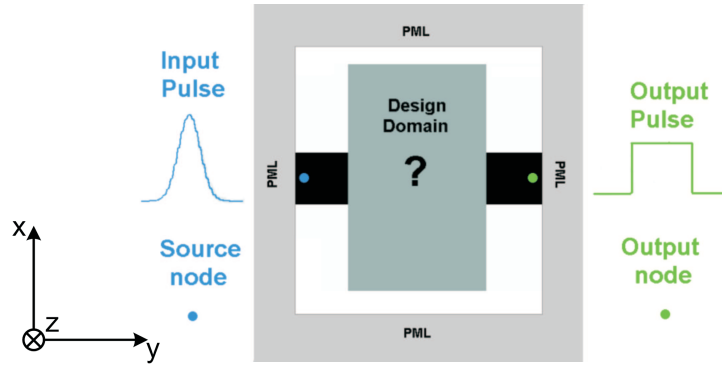 PML
Input
Pulse
Design
Domain
?
Output
Pulse
PML
PML
x
Source
node
Output
node
z
y
PML